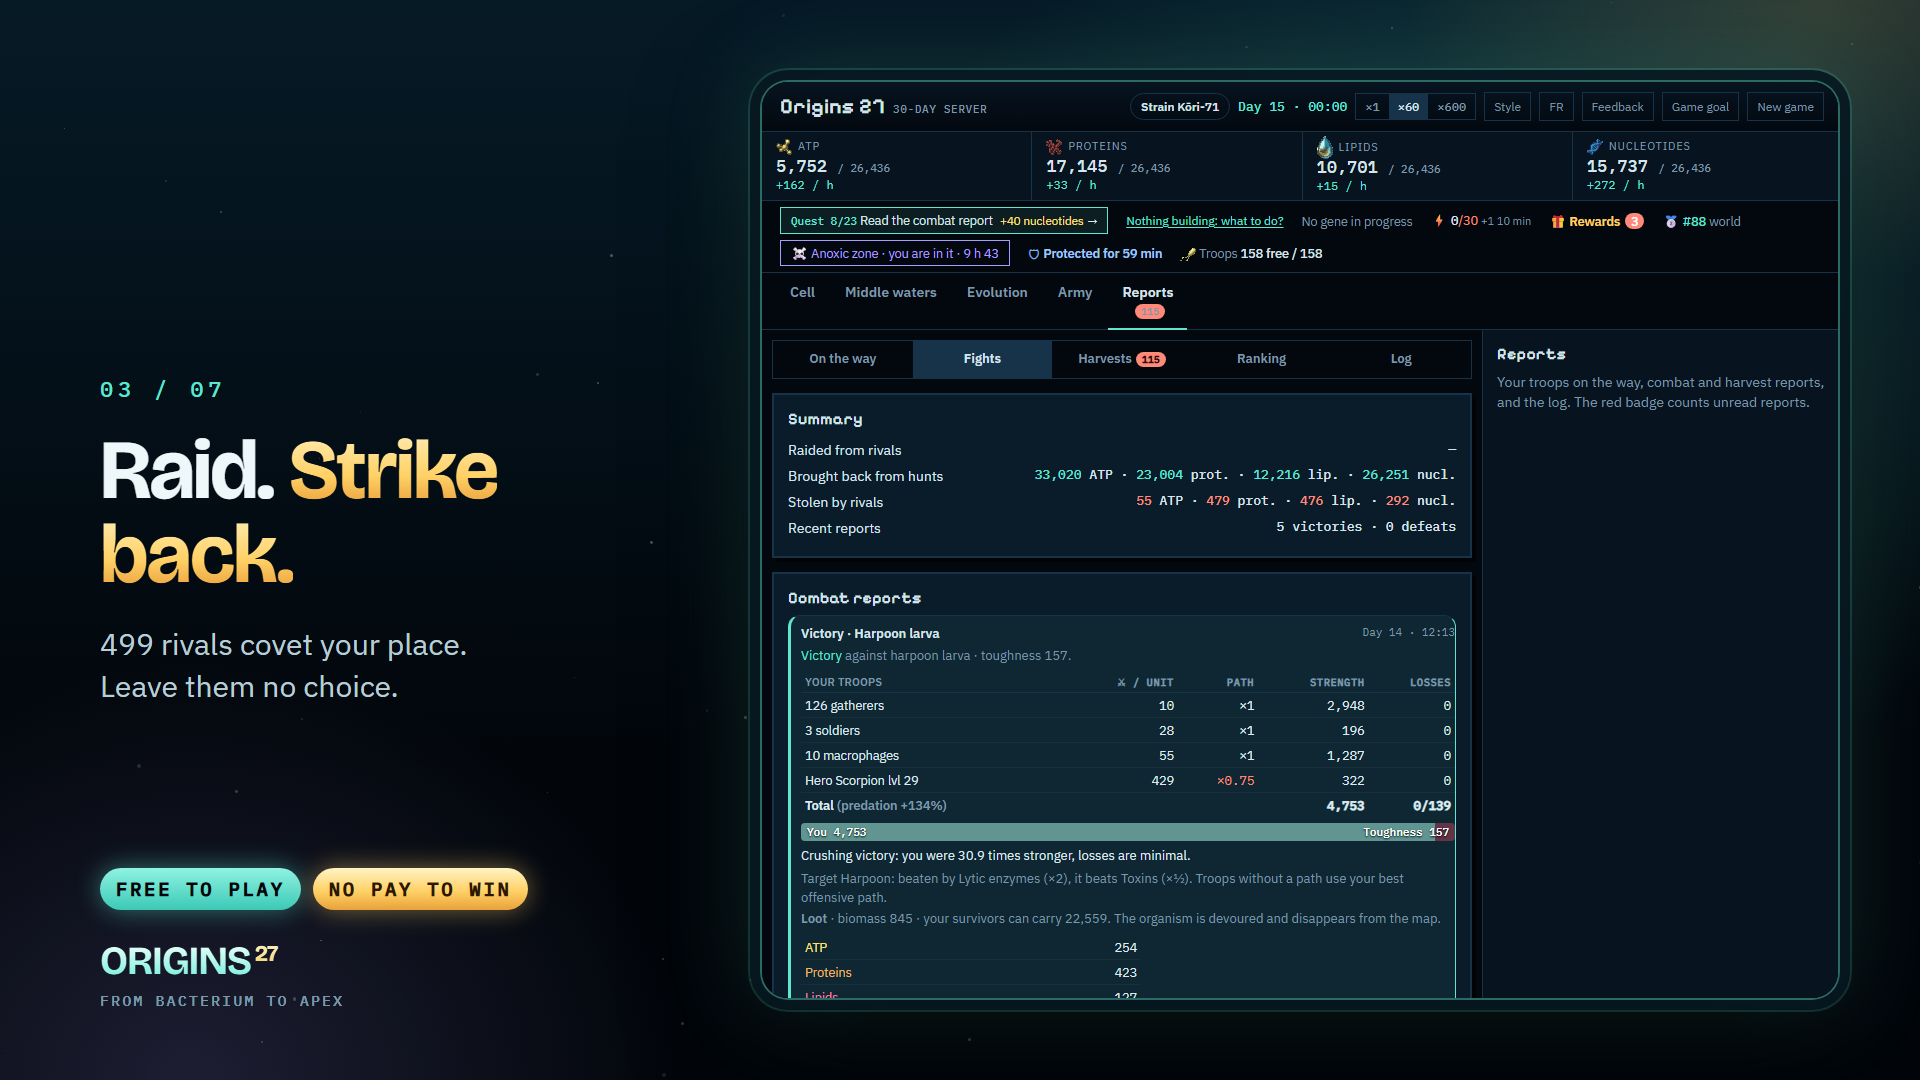 03 / 07
Raid. Strike
back.
499 rivals covet your place.
Leave them no choice.
FREE TO PLAY NO PAY TO WIN
ORIGINS 27
FROM BACTERIUM TO APEX
Origins 27 30-DAY SERVER Strain Kōri-71 Day 15 · 00:00 ×1 ×60 ×600 Style FR Feedback Game goal New game
ATP PROTEINS LIPIDS NUCLEOTIDES
5,752 / 26,436 17,145 / 26,436 10,701 / 26,436 15,737 / 26,436
+162 / h +33 / h +15 / h +272 / h
Quest 8/23 Read the combat report +40 nucleotides → Nothing building: what to do? No gene in progress 0/30 +1 10 min Rewards 3 #88 world
Anoxic zone · you are in it · 9 h 43 Protected for 59 min Troops 158 free / 158
Cell Middle waters Evolution Army Reports
115
On the way Fights Harvests 115 Ranking Log
Summary
Raided from rivals —
Brought back from hunts 33,020 ATP · 23,004 prot. · 12,216 lip. · 26,251 nucl.
Stolen by rivals 55 ATP · 479 prot. · 476 lip. · 292 nucl.
Recent reports 5 victories · 0 defeats
Combat reports
Victory · Harpoon larva Day 14 · 12:13
Victory against harpoon larva · toughness 157.
YOUR TROOPS ⚔ / UNIT PATH STRENGTH LOSSES
126 gatherers 10 ×1 2,948 0
3 soldiers 28 ×1 196 0
10 macrophages 55 ×1 1,287 0
Hero Scorpion lvl 29 429 ×0.75 322 0
Total (predation +134%) 4,753 0/139
You 4,753 Toughness 157
Crushing victory: you were 30.9 times stronger, losses are minimal.
Target Harpoon: beaten by Lytic enzymes (×2), it beats Toxins (×½). Troops without a path use your best
offensive path.
Loot · biomass 845 · your survivors can carry 22,559. The organism is devoured and disappears from the map.
ATP 254
Proteins 423
Lipids 127
Reports
Your troops on the way, combat and harvest reports,
and the log. The red badge counts unread reports.